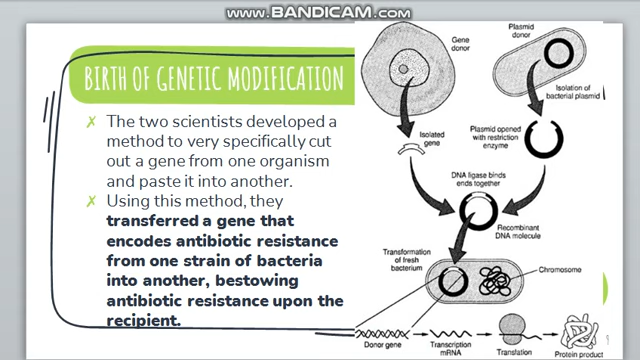 www.BANDICAM.com
BIRTH OF GENETIC MODIFICATION
✗ The two scientists developed a
method to very specifically cut
out a gene from one organism
and paste it into another.
✗ Using this method, they
transferred a gene that
encodes antibiotic resistance
from one strain of bacteria
into another, bestowing
antibiotic resistance upon the
recipient.
Gene
donor
Plasmid
donor
Isolation of
bacterial plasmid
Isolated
gene
Plasmid opened
with restriction
enzyme
DNA ligase binds
ends together
Recombinant
DNA molecule
Transformation
of fresh
bacterium
Chromosome
Donor gene
Transcription
mRNA
Translation
Protein product